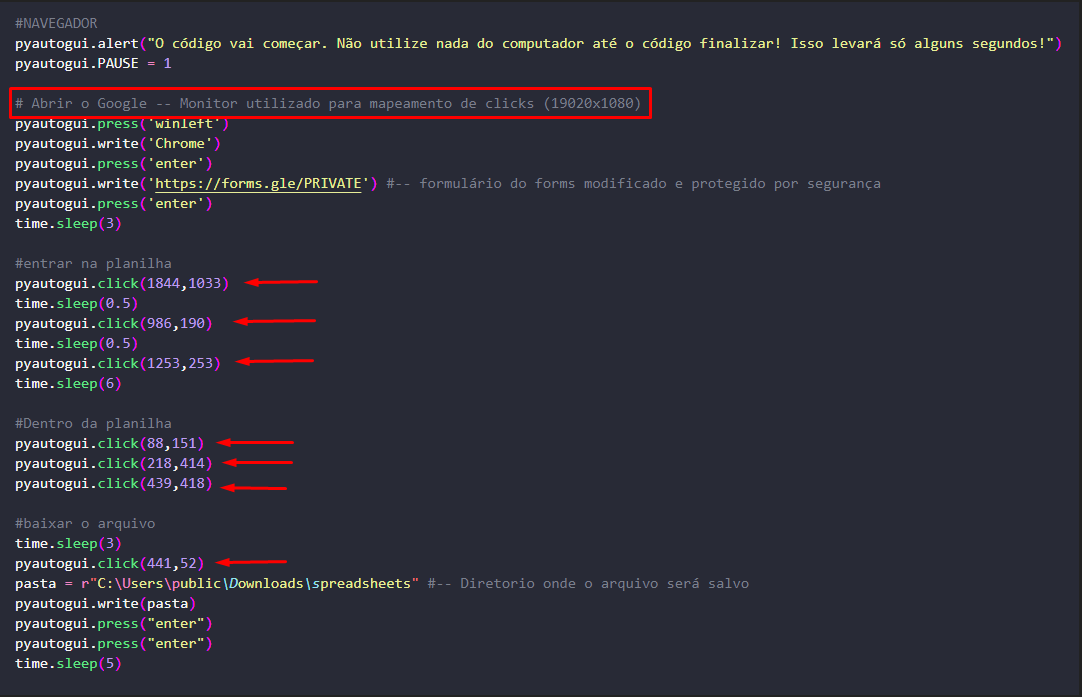 #NAVEGADOR
pyautogui.alert("O código vai começar. Não utilize nada do computador até o código finalizar! Isso levará só alguns segundos!")
pyautogui.PAUSE = 1
# Abrir o Google -- Monitor utilizado para mapeamento de clicks (19020x1080)
pyautogui.press('winleft')
pyautogui.write('Chrome')
pyautogui.press('enter')
pyautogui.write('https://forms.gle/PRIVATE') #-- formulário do forms modificado e protegido por segurança
pyautogui.press('enter')
time.sleep(3)
#entrar na planilha
pyautogui.click(1844,1033)
time.sleep(0.5)
pyautogui.click(986,190)
time.sleep(0.5)
pyautogui.click(1253,253)
time.sleep(6)
#Dentro da planilha
pyautogui.click(88,151)
pyautogui.click(218,414)
pyautogui.click(439,418)
#baixar o arquivo
time.sleep(3)
pyautogui.click(441,52)
pasta = r"C:\Users\public\Downloads\spreadsheets" #-- Diretorio onde o arquivo será salvo
pyautogui.write(pasta)
pyautogui.press("enter")
pyautogui.press("enter")
time.sleep(5)